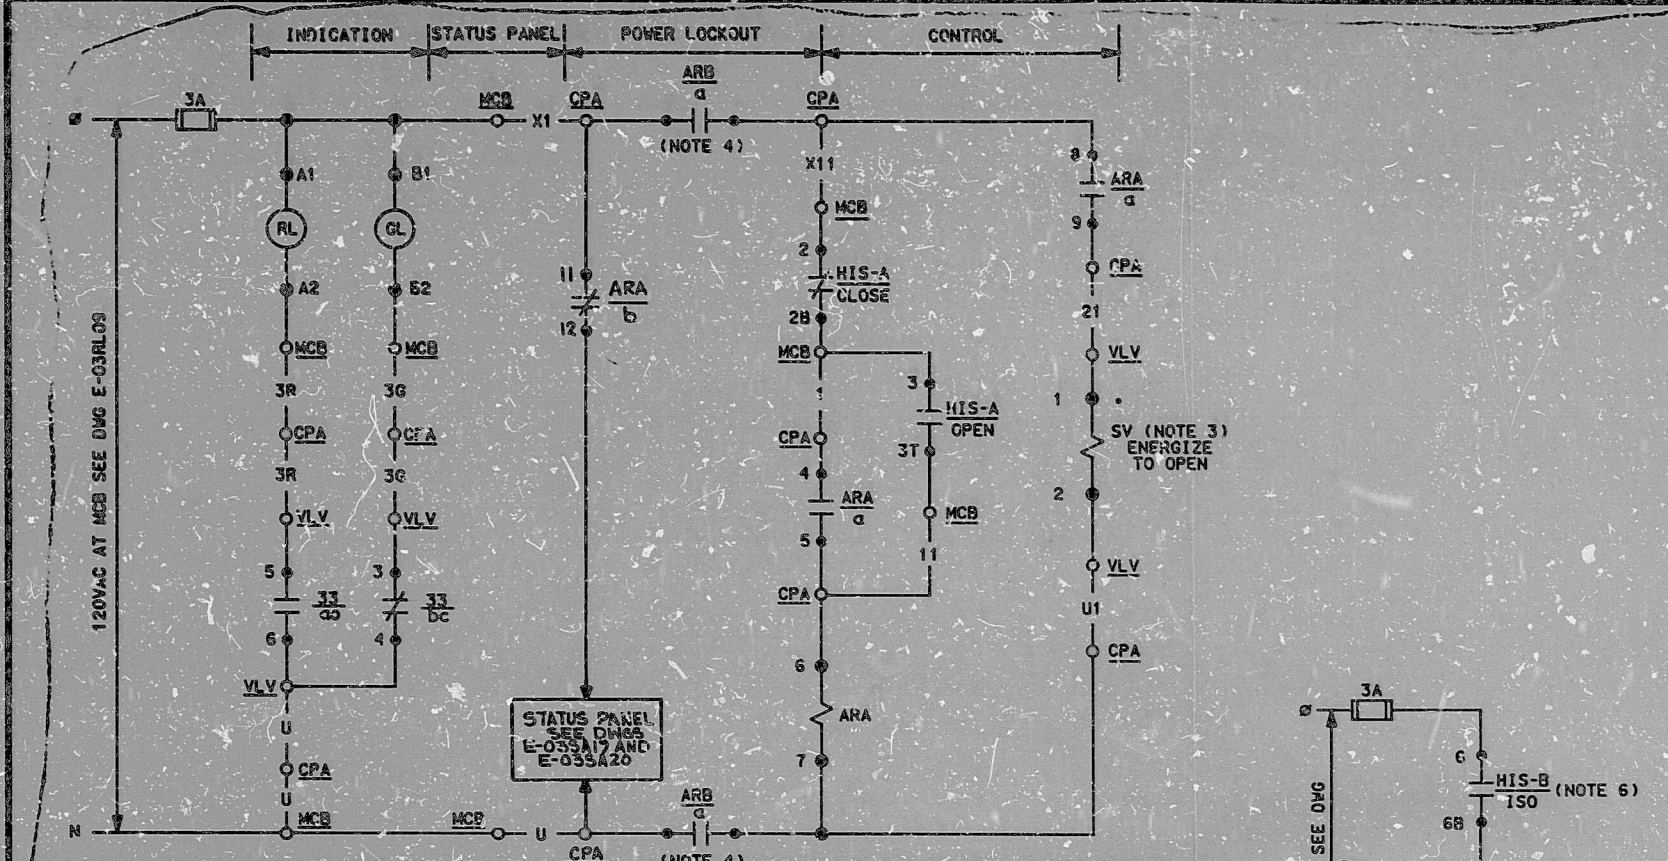 INDICATION
STATUS PANEL
POWER LOCKOUT
CONTROL
3A
MCB
X1
CPA
ARB
a
(NOTE 4)
CPA
A1
B1
RL
GL
A2
B2
MCB
MCB
3R
3G
CPA
CPA
3R
3G
VLV
VLV
5
3
33
33
bc
6
4
VLV
U
CPA
U
MCB
120VAC AT MCB SEE DWG E-03RL09
11
ARA
b
12
STATUS PANEL
SEE DWGS
E-03SA19 AND
E-03SA20
X11
MCB
2
HIS-A
CLOSE
2B
MCB
1
3
HIS-A
OPEN
CPA
3T
4
ARA
a
MCB
5
11
CPA
6
ARA
7
8
ARA
a
9
CPA
21
VLV
1
SV (NOTE 3)
ENERGIZE
TO OPEN
2
VLV
U1
CPA
N
MCB
U
CPA
ARB
a
(NOTE 4)
3A
Ø
6
HIS-B
ISO
(NOTE 6)
6B
SEE DWG